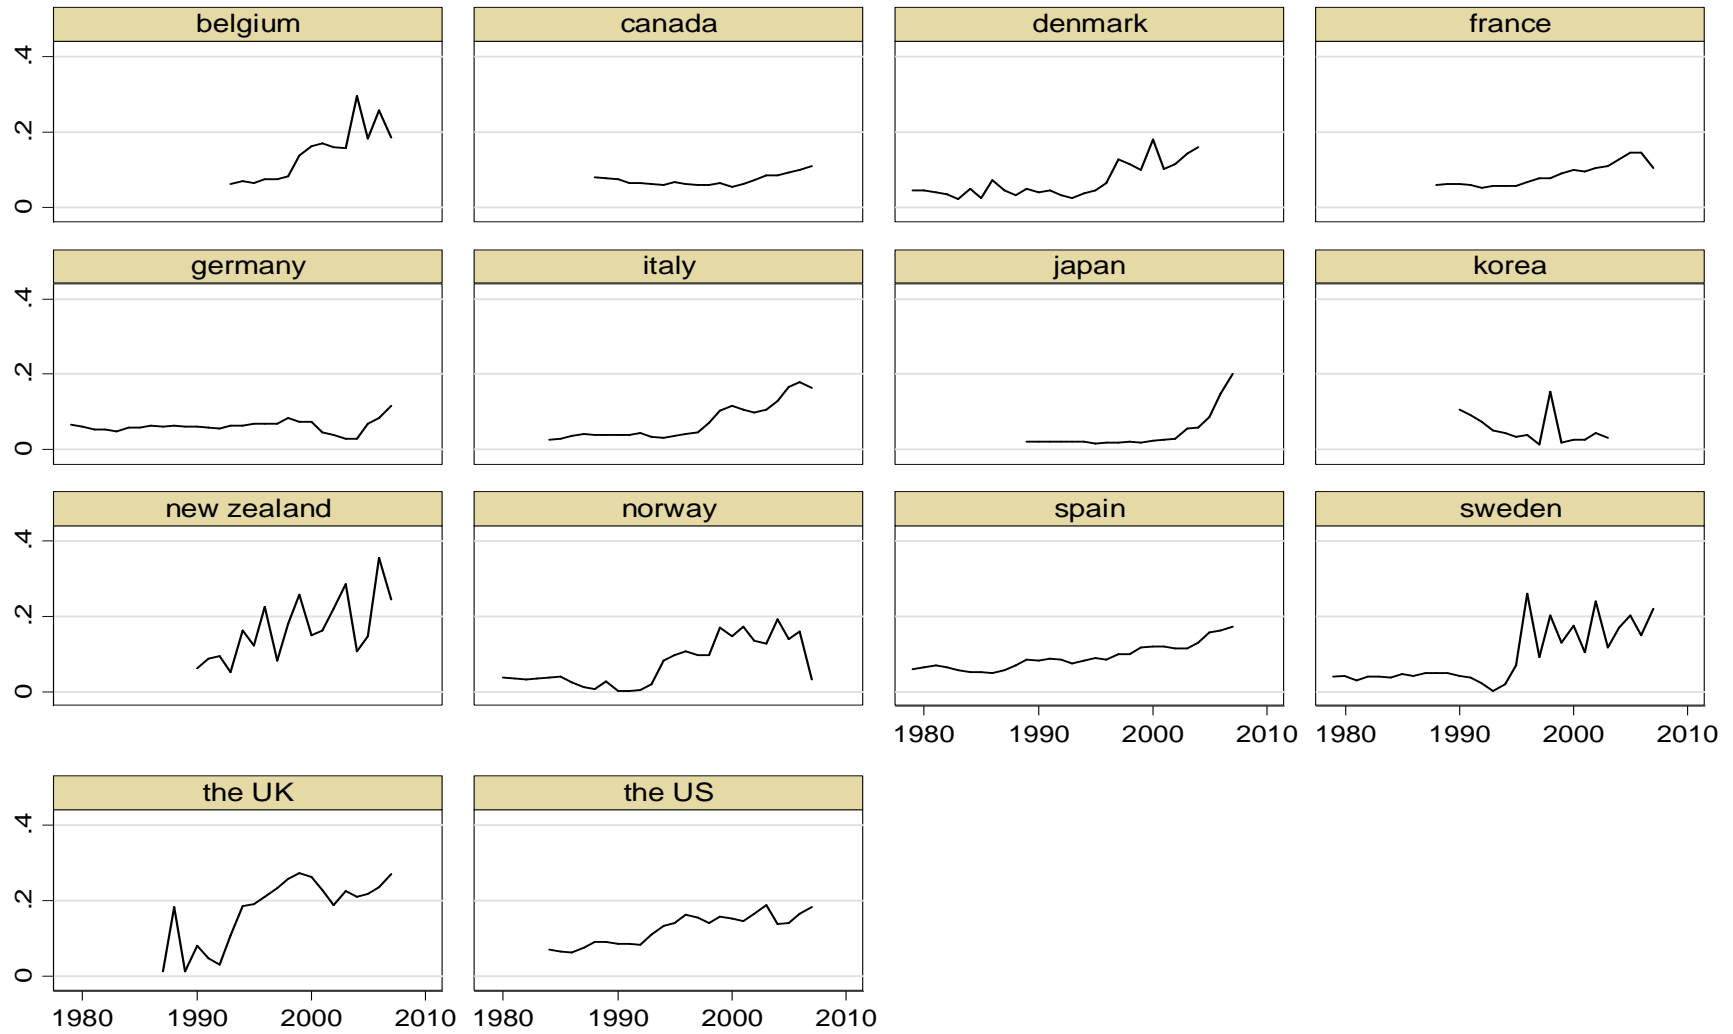 belgium canada denmark france
.4
.2
0
germany italy japan korea
.4
.2
0
new zealand norway spain sweden
.4
.2
0
1980 1990 2000 2010 1980 1990 2000 2010
the UK the US
.4
.2
0
1980 1990 2000 2010 1980 1990 2000 2010